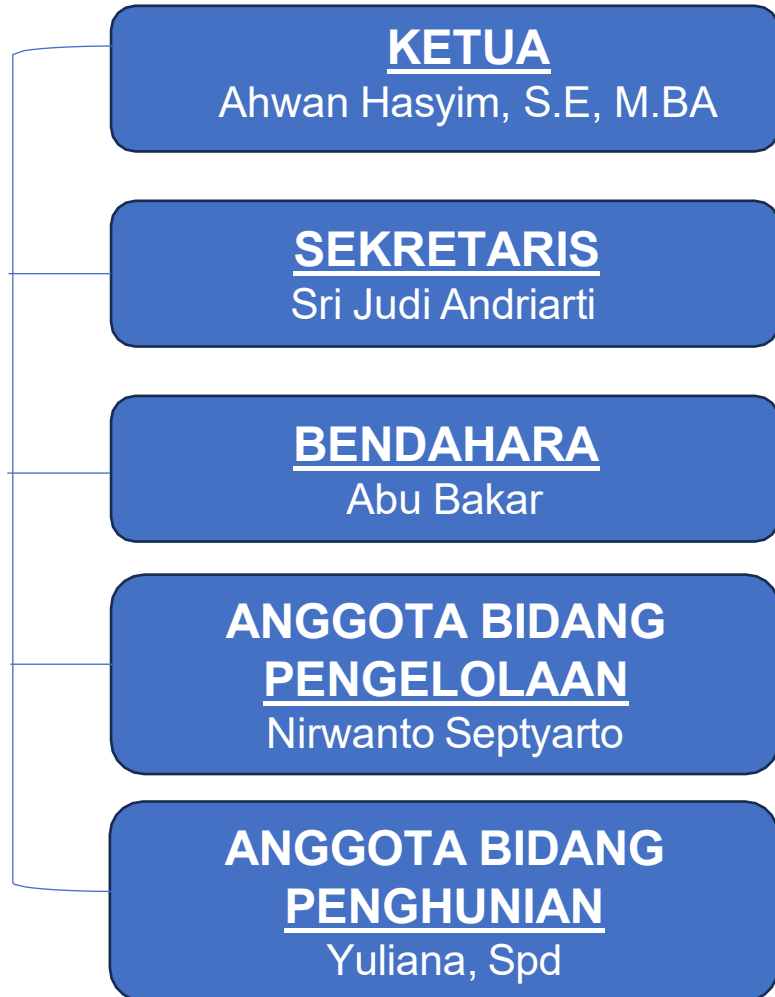 KETUA
Ahwan Hasyim, S.E, M.BA
SEKRETARIS
Sri Judi Andriarti
BENDAHARA
Abu Bakar
ANGGOTA BIDANG
PENGELOLAAN
Nirwanto Septyarto
ANGGOTA BIDANG
PENGHUNIAN
Yuliana, Spd